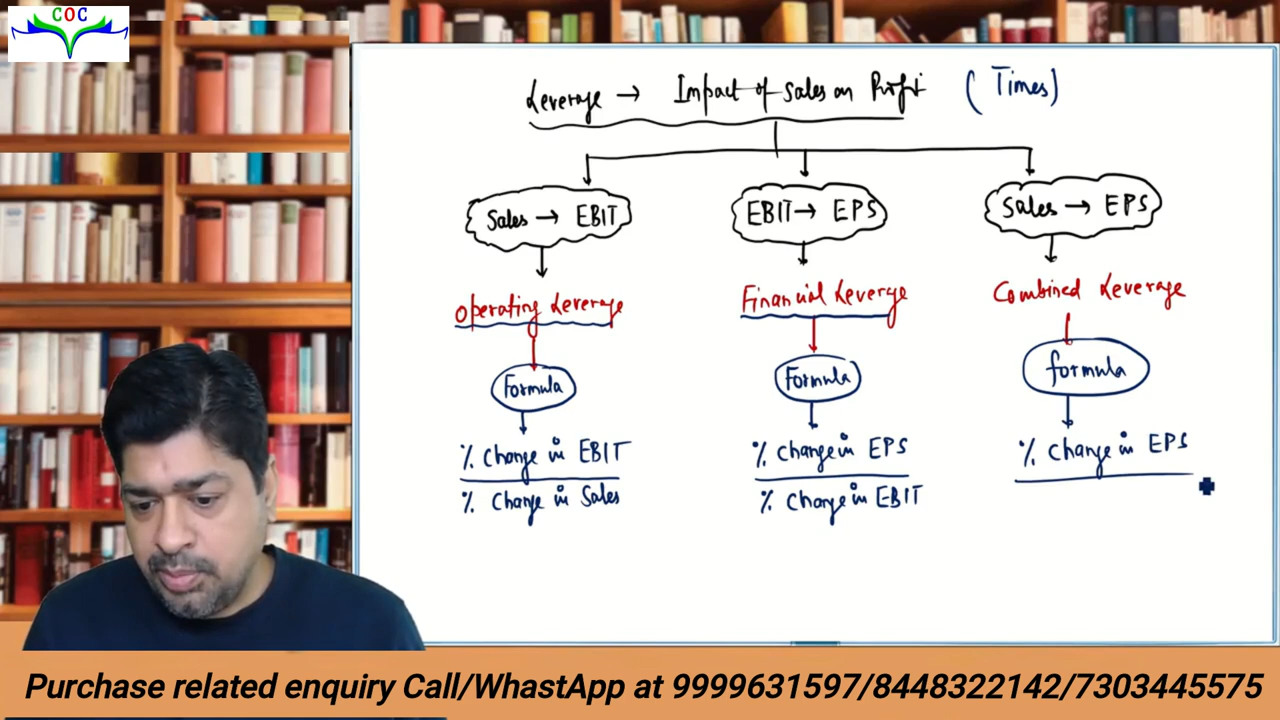 COC
Leverage → Impact of Sales on Profit (Times)
Sales → EBIT
EBIT → EPS
Sales → EPS
Operating Leverage
Financial Leverge
Combined Leverage
Formula
Formula
formula
% Change in EBIT
% Change in Sales
% Change in EPS
% Change in EBIT
% Change in EPS
Purchase related enquiry Call/WhastApp at 9999631597/8448322142/7303445575